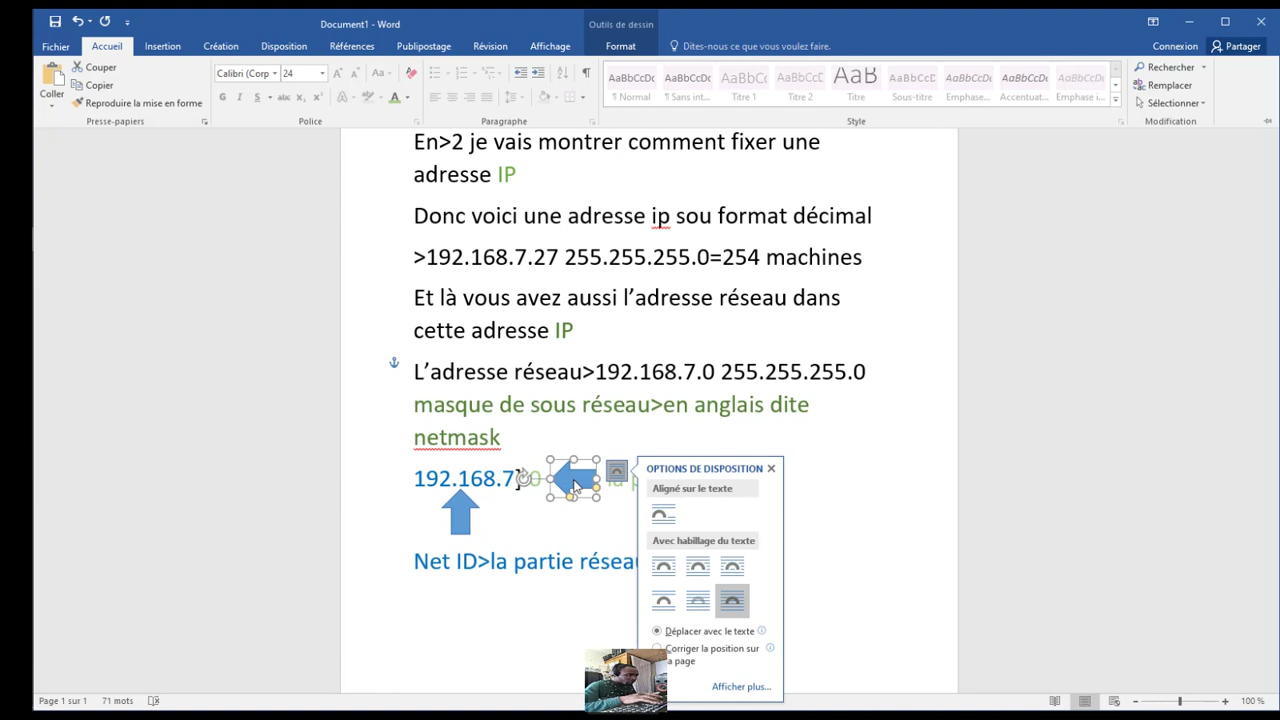 Document1 - Word
Outils de dessin
Fichier
Accueil
Insertion
Création
Disposition
Références
Publipostage
Révision
Affichage
Format
Dites-nous ce que vous voulez faire.
Connexion
Partager
Coller
Couper
Copier
Reproduire la mise en forme
Presse-papiers
Calibri (Corp
24
Aa
G I S abc x₂ x²
A
Police
Paragraphe
AaBbCcDc
¶ Normal
AaBbCcDc
¶ Sans int...
AaBbCc
Titre 1
AaBbCcC
Titre 2
AaB
Titre
AaBbCcC
Sous-titre
AaBbCcDc
Emphase...
AaBbCcDc
Accentuat...
AaBbCcDc
Emphase i...
Style
Rechercher
Remplacer
Sélectionner
Modification
En>2 je vais montrer comment fixer une
adresse IP
Donc voici une adresse ip sou format décimal
>192.168.7.27 255.255.255.0=254 machines
Et là vous avez aussi l’adresse réseau dans
cette adresse IP
L’adresse réseau>192.168.7.0 255.255.255.0
masque de sous réseau>en anglais dite
netmask
192.168.7] 0 la p
Net ID>la partie réseau
OPTIONS DE DISPOSITION
Aligné sur le texte
Avec habillage du texte
Déplacer avec le texte
Corriger la position sur
la page
Afficher plus...
Page 1 sur 1
71 mots
100 %